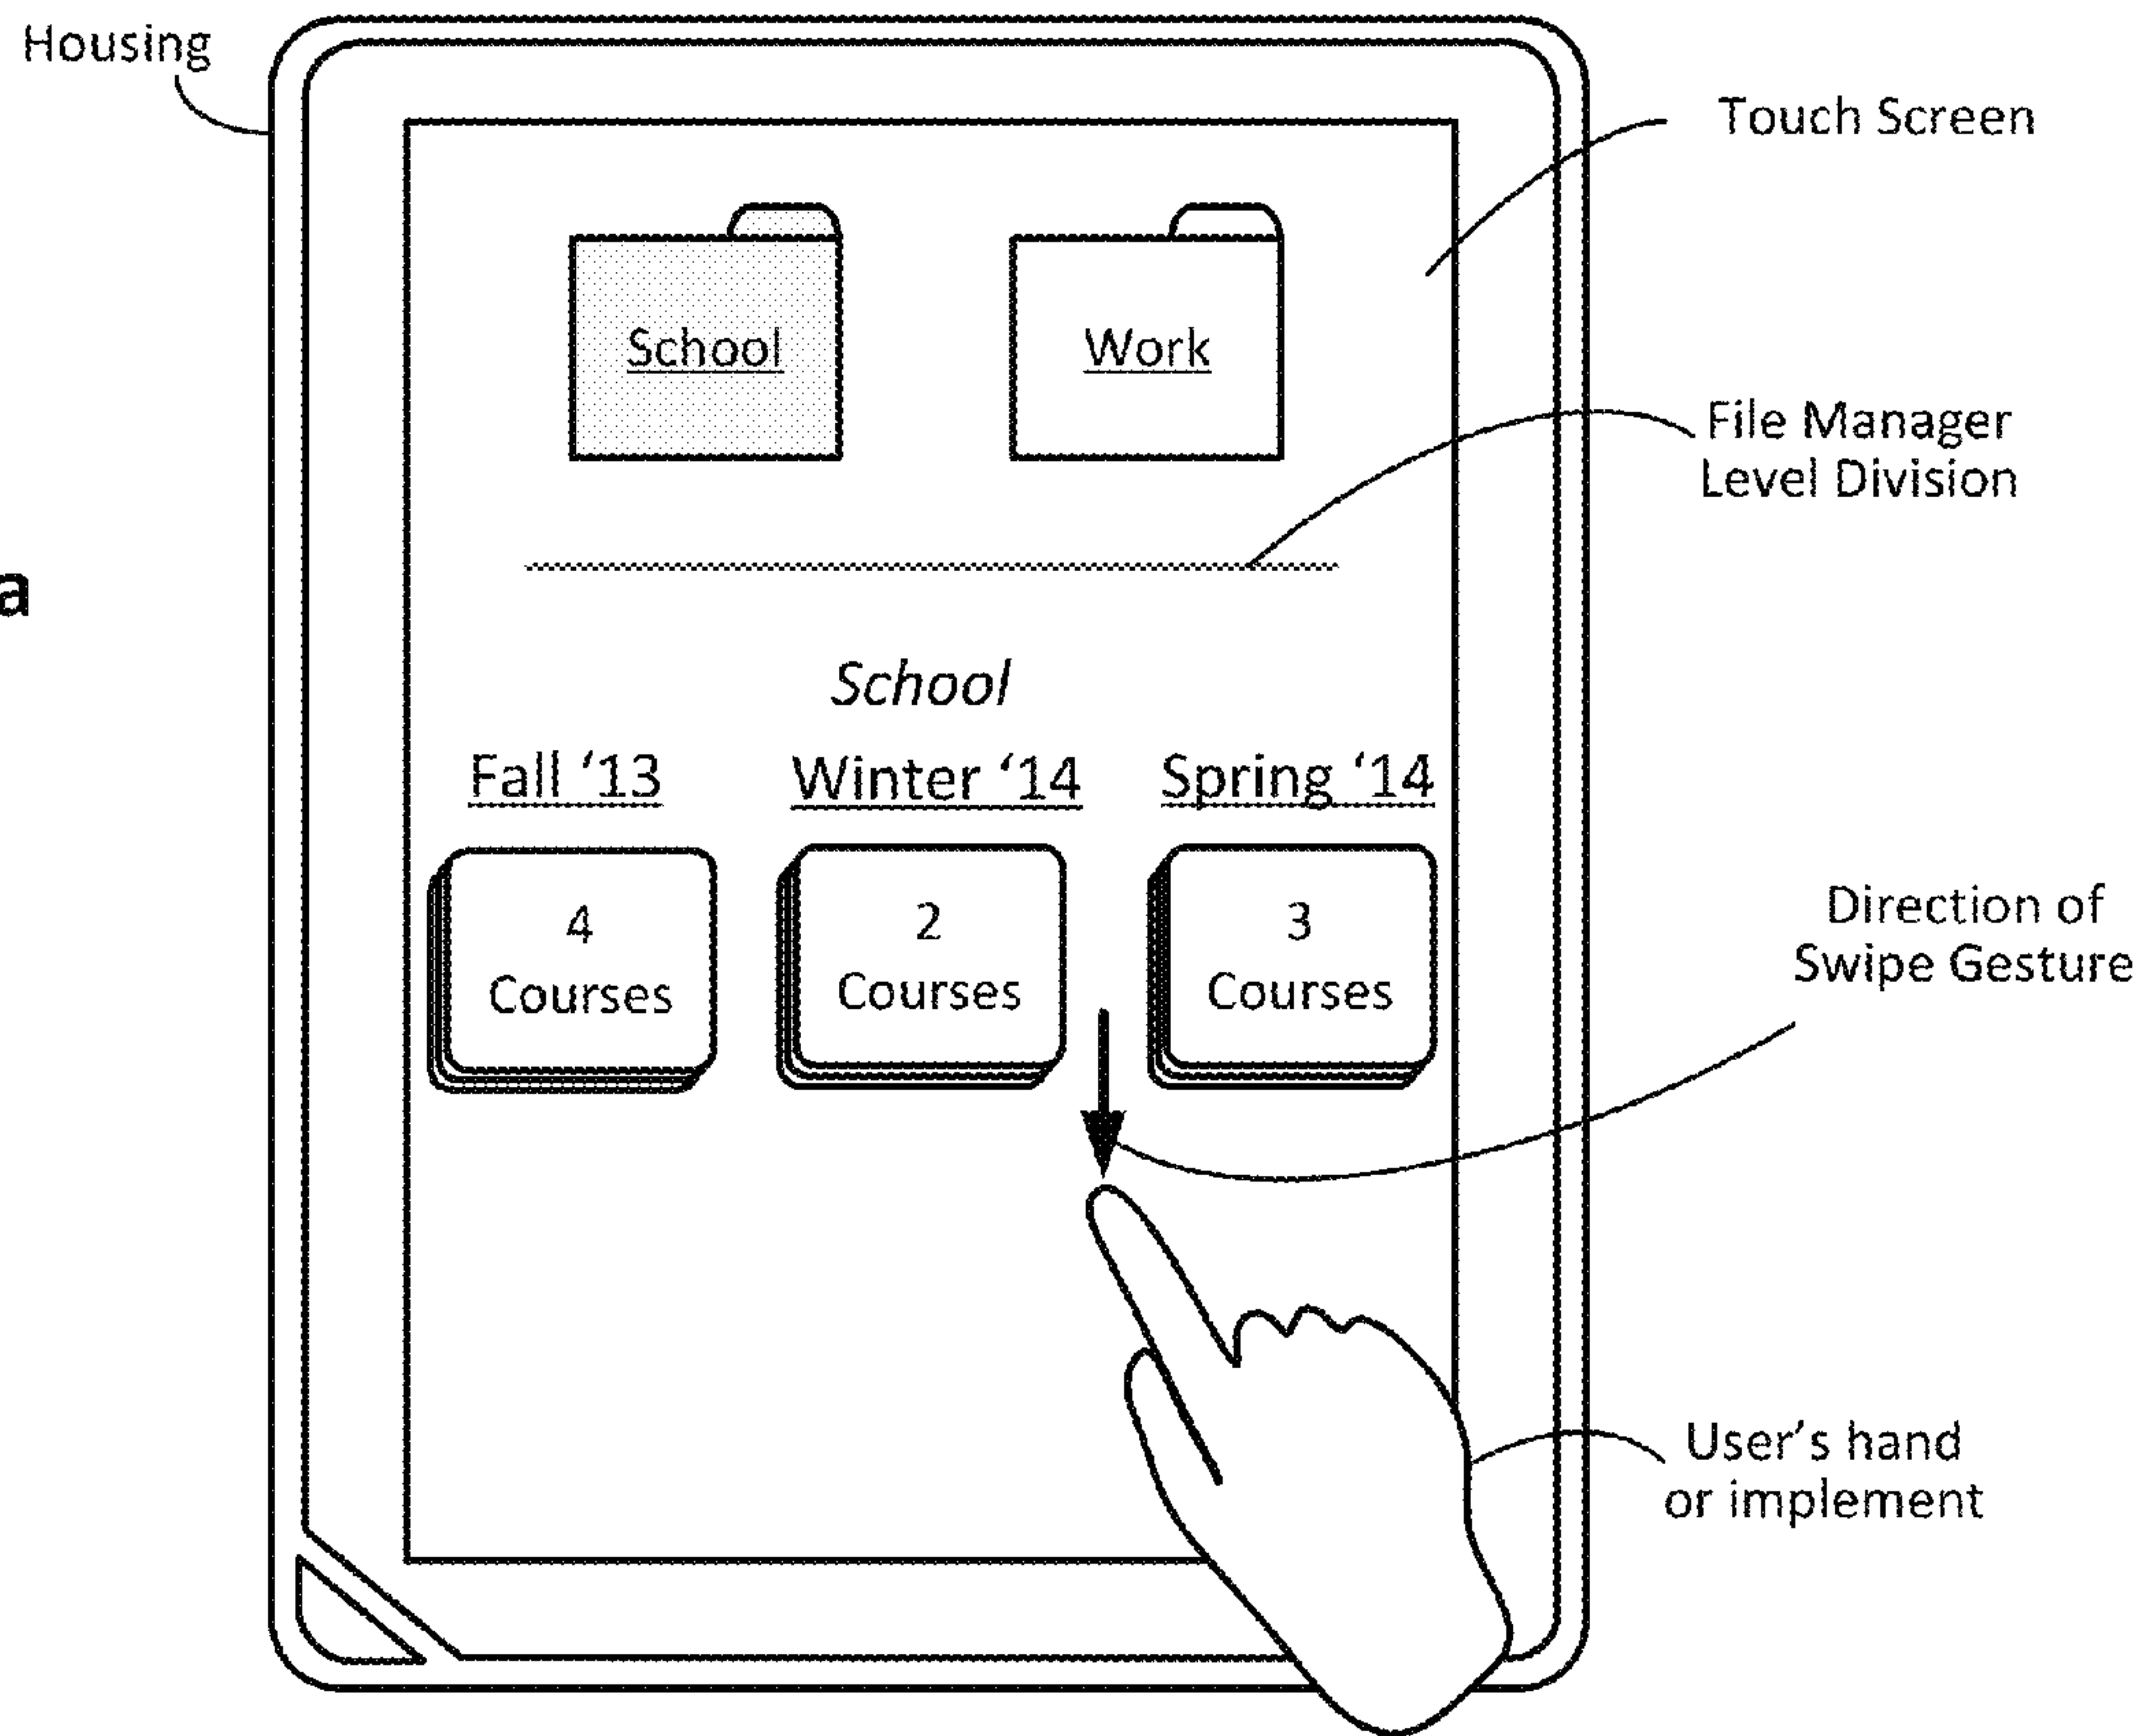 Housing
Touch Screen
School
Work
File Manager
Level Division
a
School
Fall ‘13
Winter ‘14
Spring ‘14
4
Courses
2
Courses
3
Courses
Direction of
Swipe Gesture
User’s hand
or implement